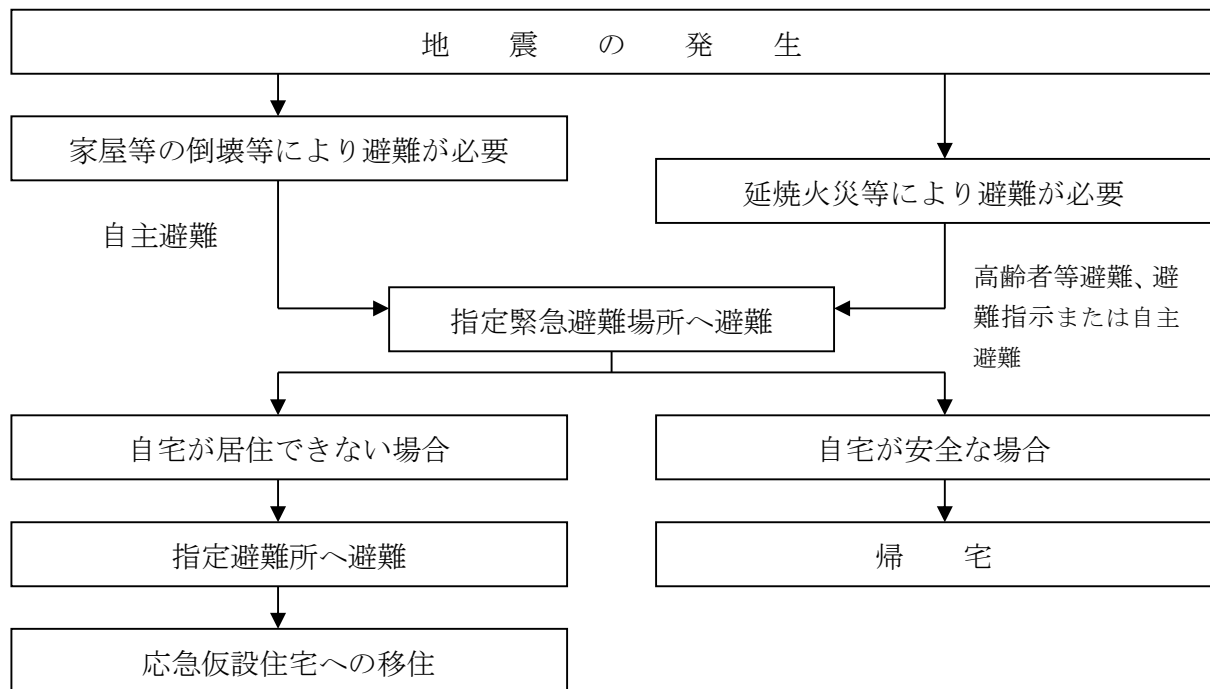 地震の発生
家屋等の倒壊等により避難が必要
延焼火災等により避難が必要
自主避難
高齢者等避難、避
難指示または自主
避難
指定緊急避難場所へ避難
自宅が居住できない場合
自宅が安全な場合
指定避難所へ避難
帰宅
応急仮設住宅への移住